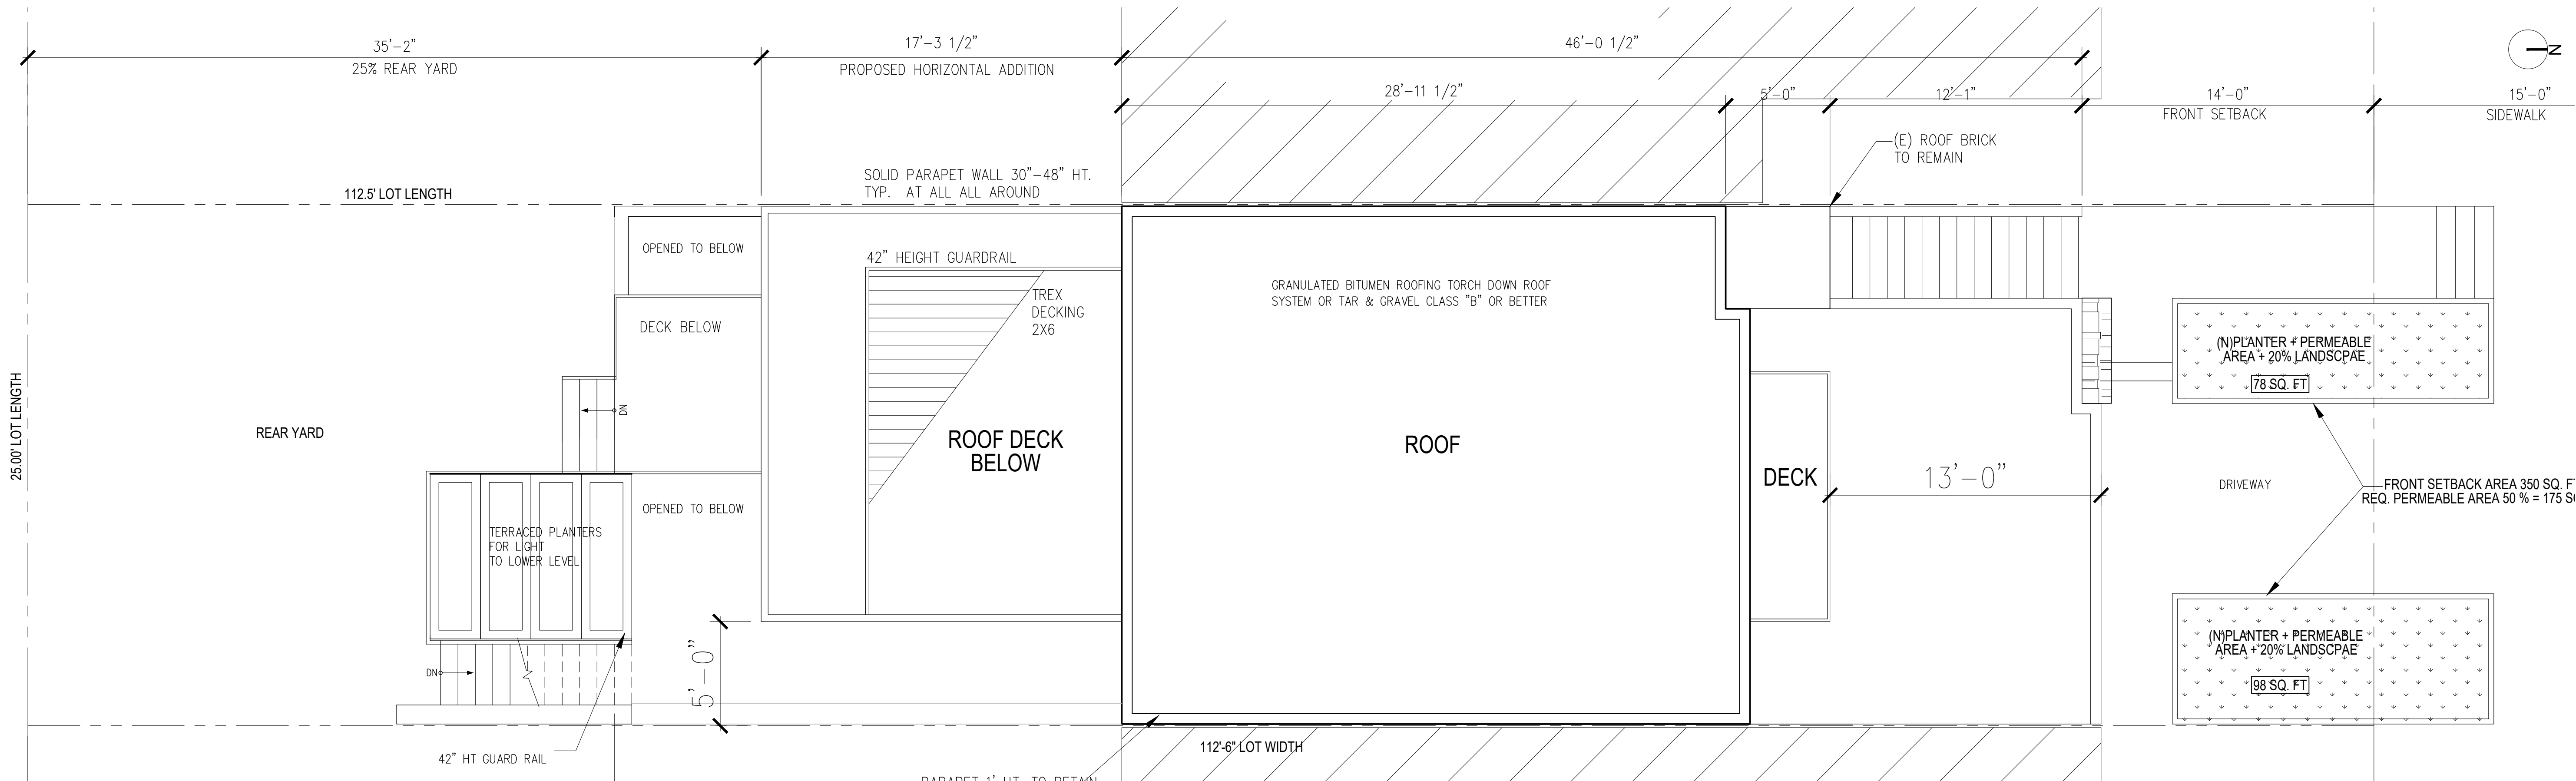 35'-2"
25% REAR YARD
17'-3 1/2"
PROPOSED HORIZONTAL ADDITION
46'-0 1/2"
28'-11 1/2"
5'-0"
12'-1"
14'-0"
FRONT SETBACK
15'-0"
SIDEWALK
N
(E) ROOF BRICK
TO REMAIN
SOLID PARAPET WALL 30"-48" HT.
TYP. AT ALL ALL AROUND
112.5' LOT LENGTH
OPENED TO BELOW
42" HEIGHT GUARDRAIL
TREX
DECKING
2X6
GRANULATED BITUMEN ROOFING TORCH DOWN ROOF
SYSTEM OR TAR & GRAVEL CLASS "B" OR BETTER
DECK BELOW
DN
25.00' LOT LENGTH
REAR YARD
ROOF DECK
BELOW
ROOF
DECK
13'-0"
(N)PLANTER + PERMEABLE
AREA + 20% LANDSCPAE
78 SQ. FT
DRIVEWAY
FRONT SETBACK AREA 350 SQ. FT
REQ. PERMEABLE AREA 50 % = 175 SQ
OPENED TO BELOW
TERRACED PLANTERS
FOR LIGHT
TO LOWER LEVEL
5'-0"
DN
(N)PLANTER + PERMEABLE
AREA + 20% LANDSCPAE
98 SQ. FT
42" HT GUARD RAIL
112'-6" LOT WIDTH
PARAPET 1' HT. TO RETAIN